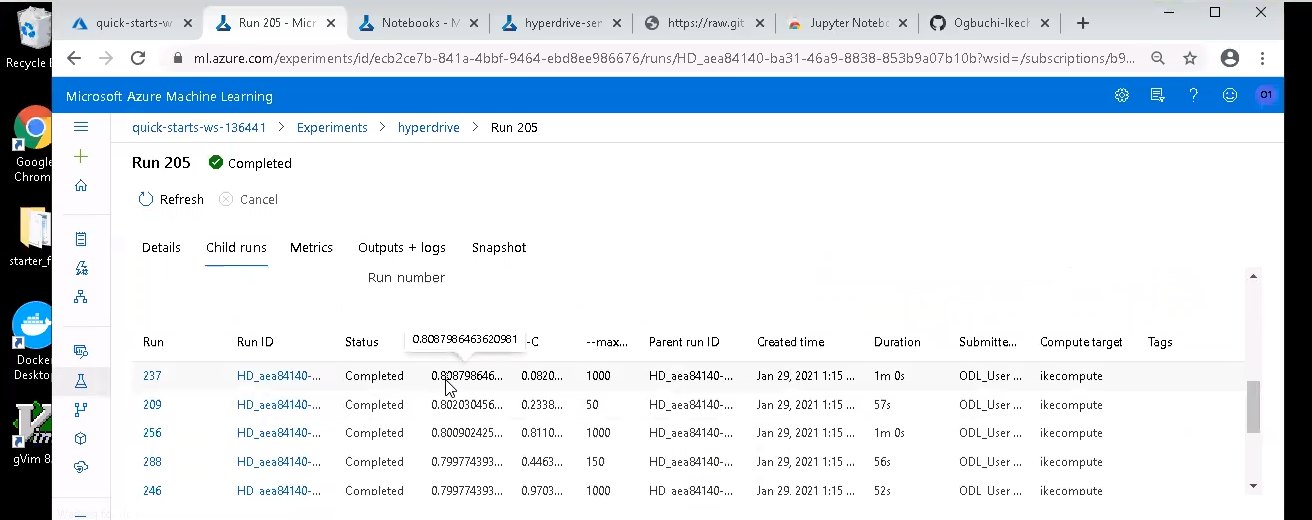 Recycle
Google
Chrom
starter_f
Docke
Deskto
gVim 8.
quick-starts-w
Run 205 - Micr
Notebooks - M
hyperdrive-ser
https://raw.git
Jupyter Noteb
Ogbuchi-Ikech
ml.azure.com/experiments/id/ecb2ce7b-841a-4bbf-9464-ebd8ee986676/runs/HD_aea84140-ba31-46a9-8838-853b9a07b10b?wsid=/subscriptions/b9...
Microsoft Azure Machine Learning
01
quick-starts-ws-136441 > Experiments > hyperdrive > Run 205
Run 205 Completed
Refresh Cancel
Details Child runs Metrics Outputs + logs Snapshot
Run number
0.8087986463620981
Run Run ID Status -C --max... Parent run ID Created time Duration Submitte... Compute target Tags
237 HD_aea84140-... Completed 0.808798646... 0.0820... 1000 HD_aea84140-... Jan 29, 2021 1:15 ... 1m 0s ODL_User ... ikecompute
209 HD_aea84140-... Completed 0.802030456... 0.2338... 50 HD_aea84140-... Jan 29, 2021 1:15 ... 57s ODL_User ... ikecompute
256 HD_aea84140-... Completed 0.800902425... 0.8110... 1000 HD_aea84140-... Jan 29, 2021 1:15 ... 1m 0s ODL_User ... ikecompute
288 HD_aea84140-... Completed 0.799774393... 0.4463... 150 HD_aea84140-... Jan 29, 2021 1:15 ... 56s ODL_User ... ikecompute
246 HD_aea84140-... Completed 0.799774393... 0.9703... 1000 HD_aea84140-... Jan 29, 2021 1:15 ... 52s ODL_User ... ikecompute